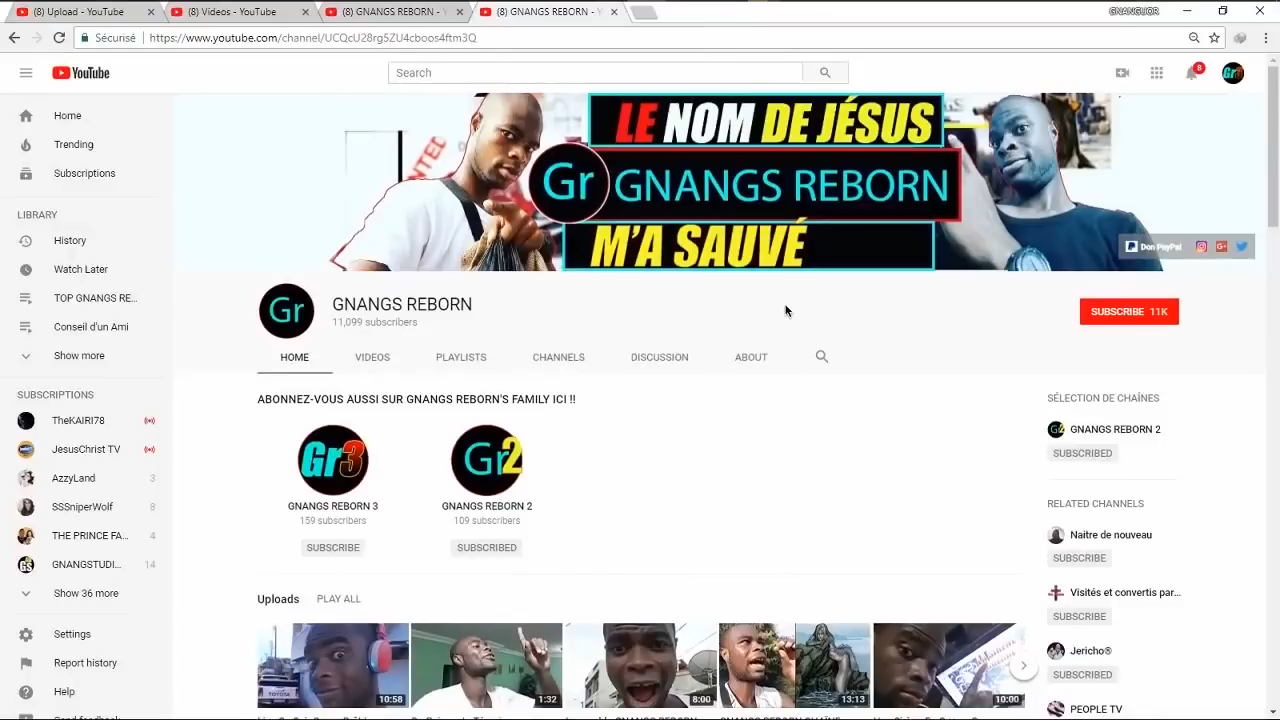 (8) Upload - YouTube
(8) Videos - YouTube
(8) GNANGS REBORN -
(8) GNANGS REBORN -
GNANGUOR
Sécurisé
https://www.youtube.com/channel/UCQcU28rg5ZU4cboos4ftm3Q
YouTube
Search
8
Gr3
LE NOM DE JÉSUS
Gr GNANGS REBORN
M'A SAUVÉ
Don PayPal
Home
Trending
Subscriptions
LIBRARY
History
Watch Later
TOP GNANGS RE...
Conseil d'un Ami
Show more
SUBSCRIPTIONS
TheKAIRI78
JesusChrist TV
AzzyLand 3
SSSniperWolf 8
THE PRINCE FA... 4
GNANGSTUDI... 14
Show 36 more
Settings
Report history
Help
Send feedback
Gr
GNANGS REBORN
11,099 subscribers
SUBSCRIBE 11K
HOME
VIDEOS
PLAYLISTS
CHANNELS
DISCUSSION
ABOUT
ABONNEZ-VOUS AUSSI SUR GNANGS REBORN'S FAMILY ICI !!
Gr3
GNANGS REBORN 3
159 subscribers
SUBSCRIBE
Gr2
GNANGS REBORN 2
109 subscribers
SUBSCRIBED
Uploads
PLAY ALL
10:58
1:32
8:00
13:13
10:00
SÉLECTION DE CHAÎNES
GNANGS REBORN 2
SUBSCRIBED
RELATED CHANNELS
Naitre de nouveau
SUBSCRIBE
Visités et convertis par...
SUBSCRIBE
Jericho®
SUBSCRIBED
PEOPLE TV